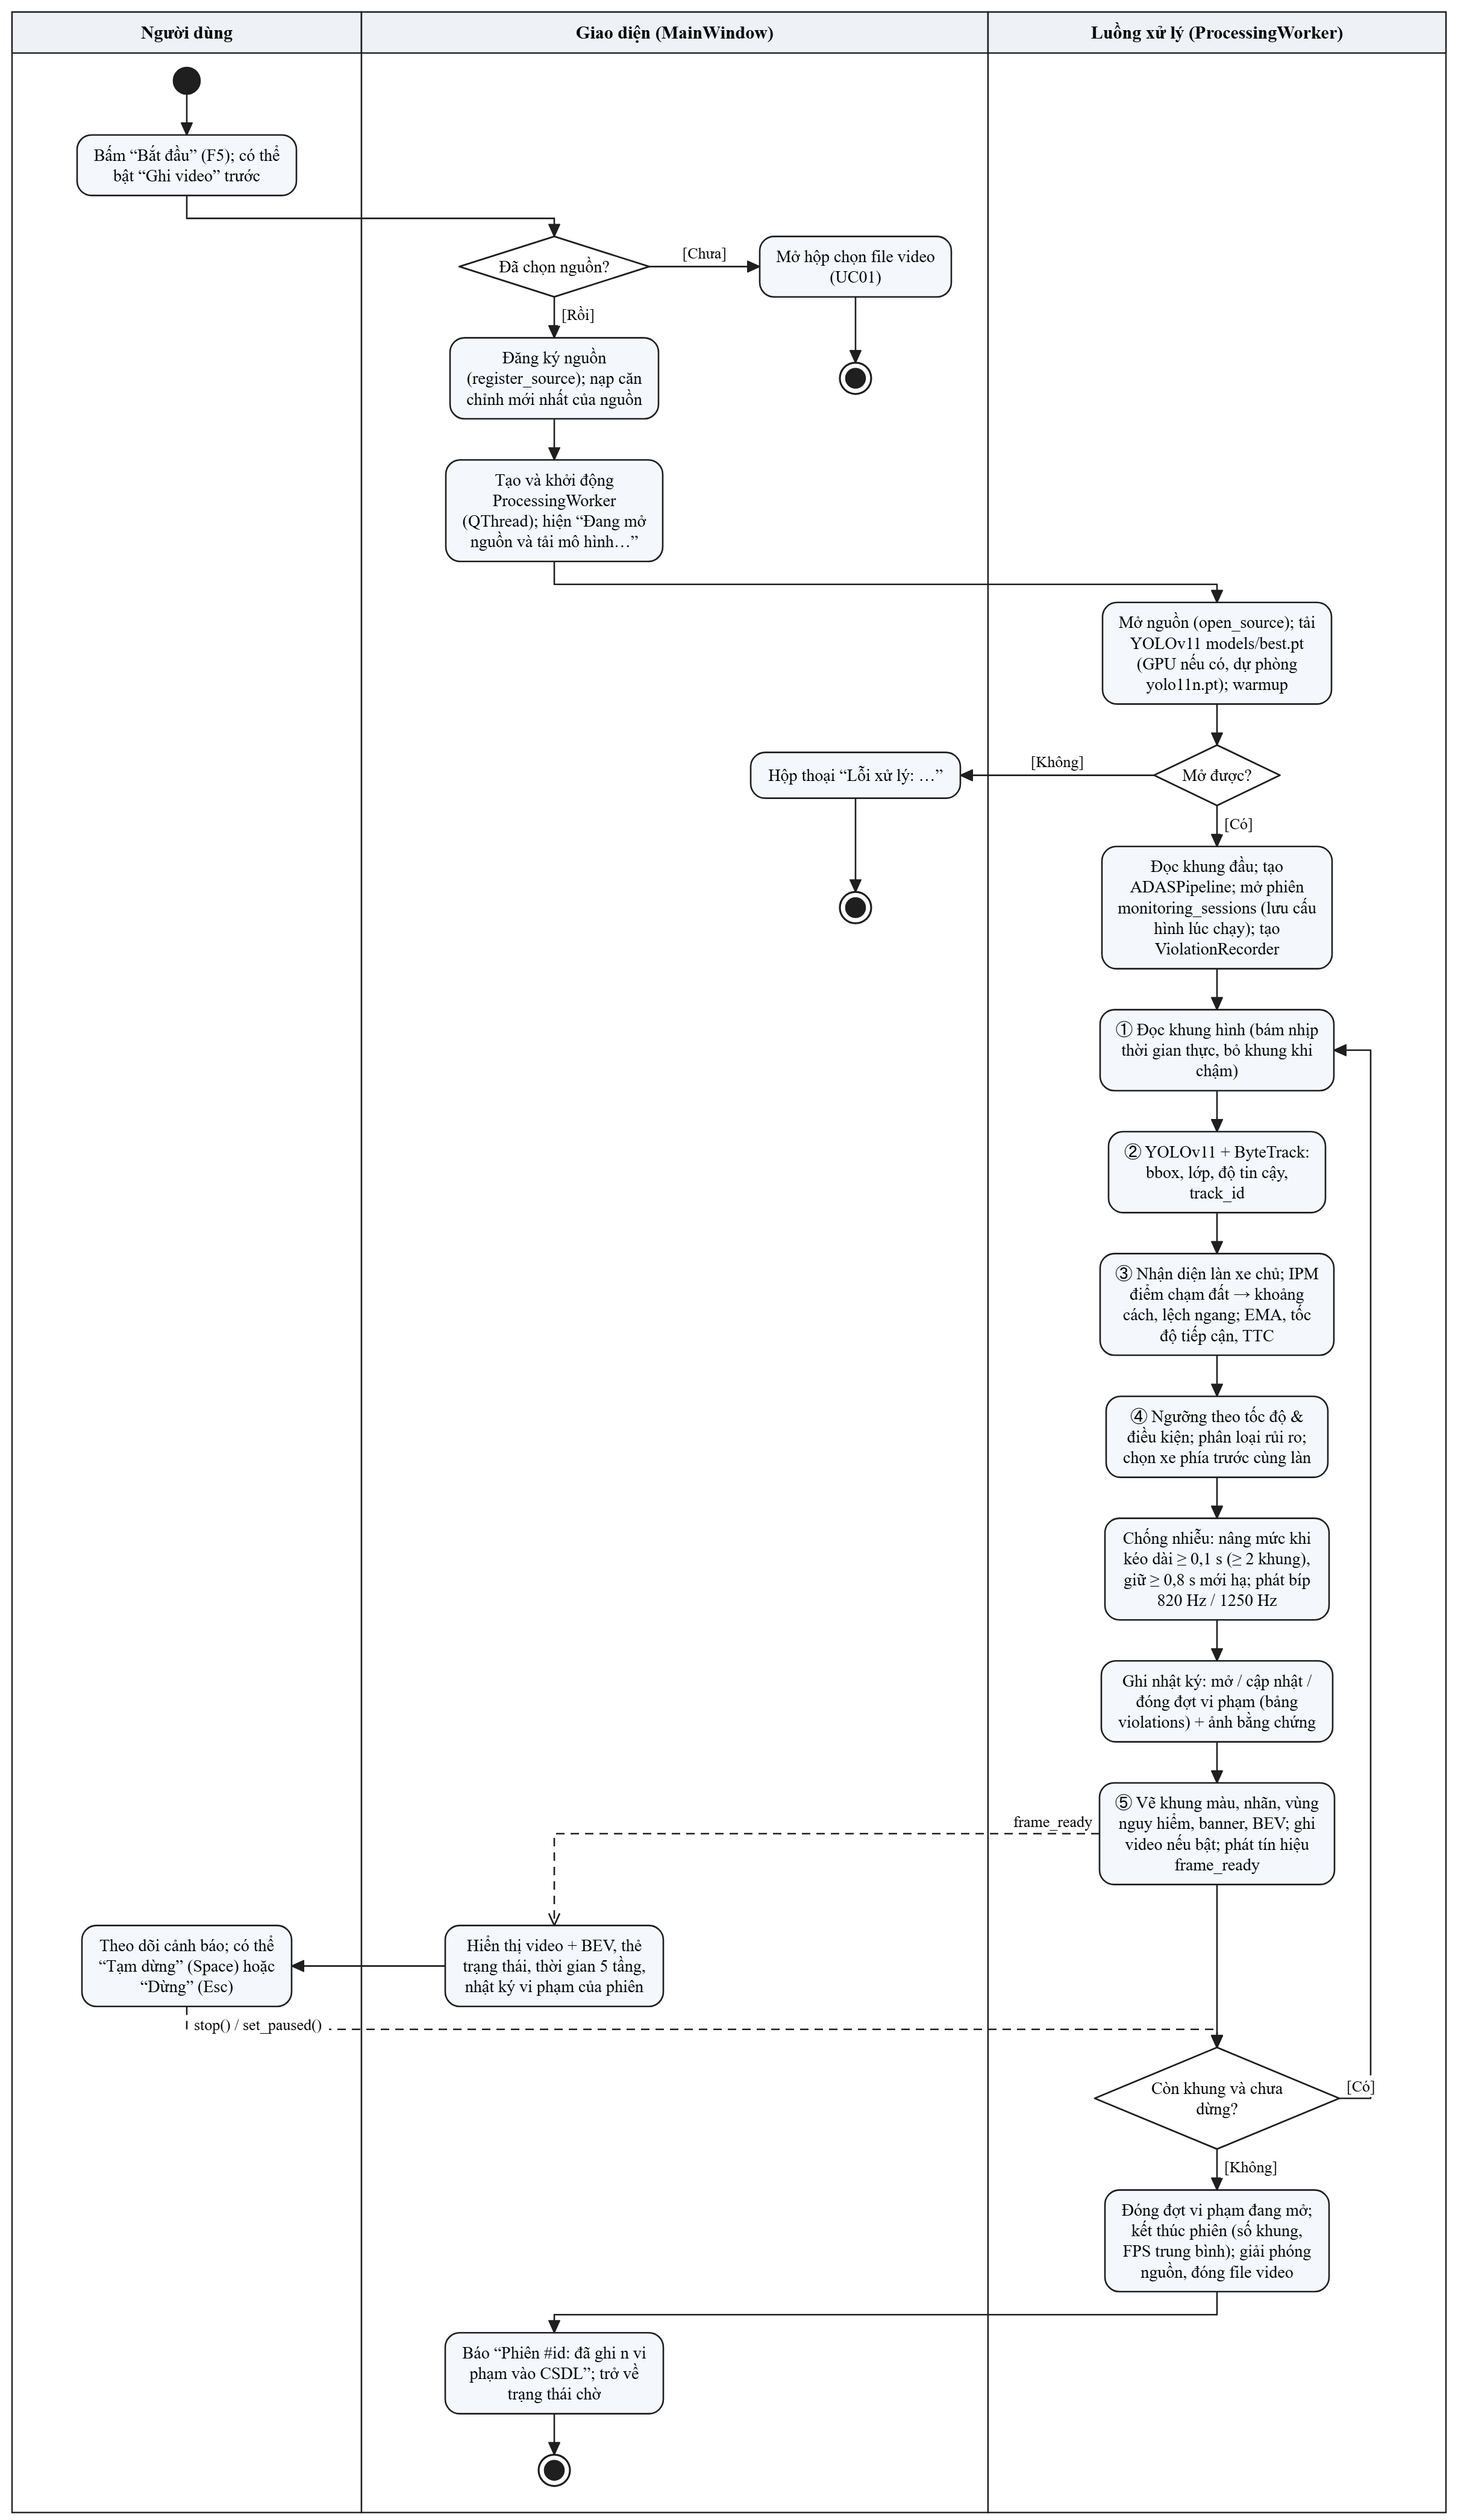 Người dùng
Giao diện (MainWindow)
Luồng xử lý (ProcessingWorker)
Bấm “Bắt đầu” (F5); có thể
bật “Ghi video” trước
Đã chọn nguồn?
[Chưa]
Mở hộp chọn file video
(UC01)
[Rồi]
Đăng ký nguồn
(register_source); nạp căn
chỉnh mới nhất của nguồn
Tạo và khởi động
ProcessingWorker
(QThread); hiện “Đang mở
nguồn và tải mô hình…”
Mở nguồn (open_source); tải
YOLOv11 models/best.pt
(GPU nếu có, dự phòng
yolo11n.pt); warmup
Mở được?
[Không]
Hộp thoại “Lỗi xử lý: …”
[Có]
Đọc khung đầu; tạo
ADASPipeline; mở phiên
monitoring_sessions (lưu cấu
hình lúc chạy); tạo
ViolationRecorder
① Đọc khung hình (bám nhịp
thời gian thực, bỏ khung khi
chậm)
② YOLOv11 + ByteTrack:
bbox, lớp, độ tin cậy,
track_id
③ Nhận diện làn xe chủ; IPM
điểm chạm đất → khoảng
cách, lệch ngang; EMA, tốc
độ tiếp cận, TTC
④ Ngưỡng theo tốc độ &
điều kiện; phân loại rủi ro;
chọn xe phía trước cùng làn
Chống nhiễu: nâng mức khi
kéo dài ≥ 0,1 s (≥ 2 khung),
giữ ≥ 0,8 s mới hạ; phát bíp
820 Hz / 1250 Hz
Ghi nhật ký: mở / cập nhật /
đóng đợt vi phạm (bảng
violations) + ảnh bằng chứng
⑤ Vẽ khung màu, nhãn, vùng
nguy hiểm, banner, BEV; ghi
video nếu bật; phát tín hiệu
frame_ready
frame_ready
Hiển thị video + BEV, thẻ
trạng thái, thời gian 5 tầng,
nhật ký vi phạm của phiên
Theo dõi cảnh báo; có thể
“Tạm dừng” (Space) hoặc
“Dừng” (Esc)
stop() / set_paused()
Còn khung và chưa
dừng?
[Có]
[Không]
Đóng đợt vi phạm đang mở;
kết thúc phiên (số khung,
FPS trung bình); giải phóng
nguồn, đóng file video
Báo “Phiên #id: đã ghi n vi
phạm vào CSDL”; trở về
trạng thái chờ